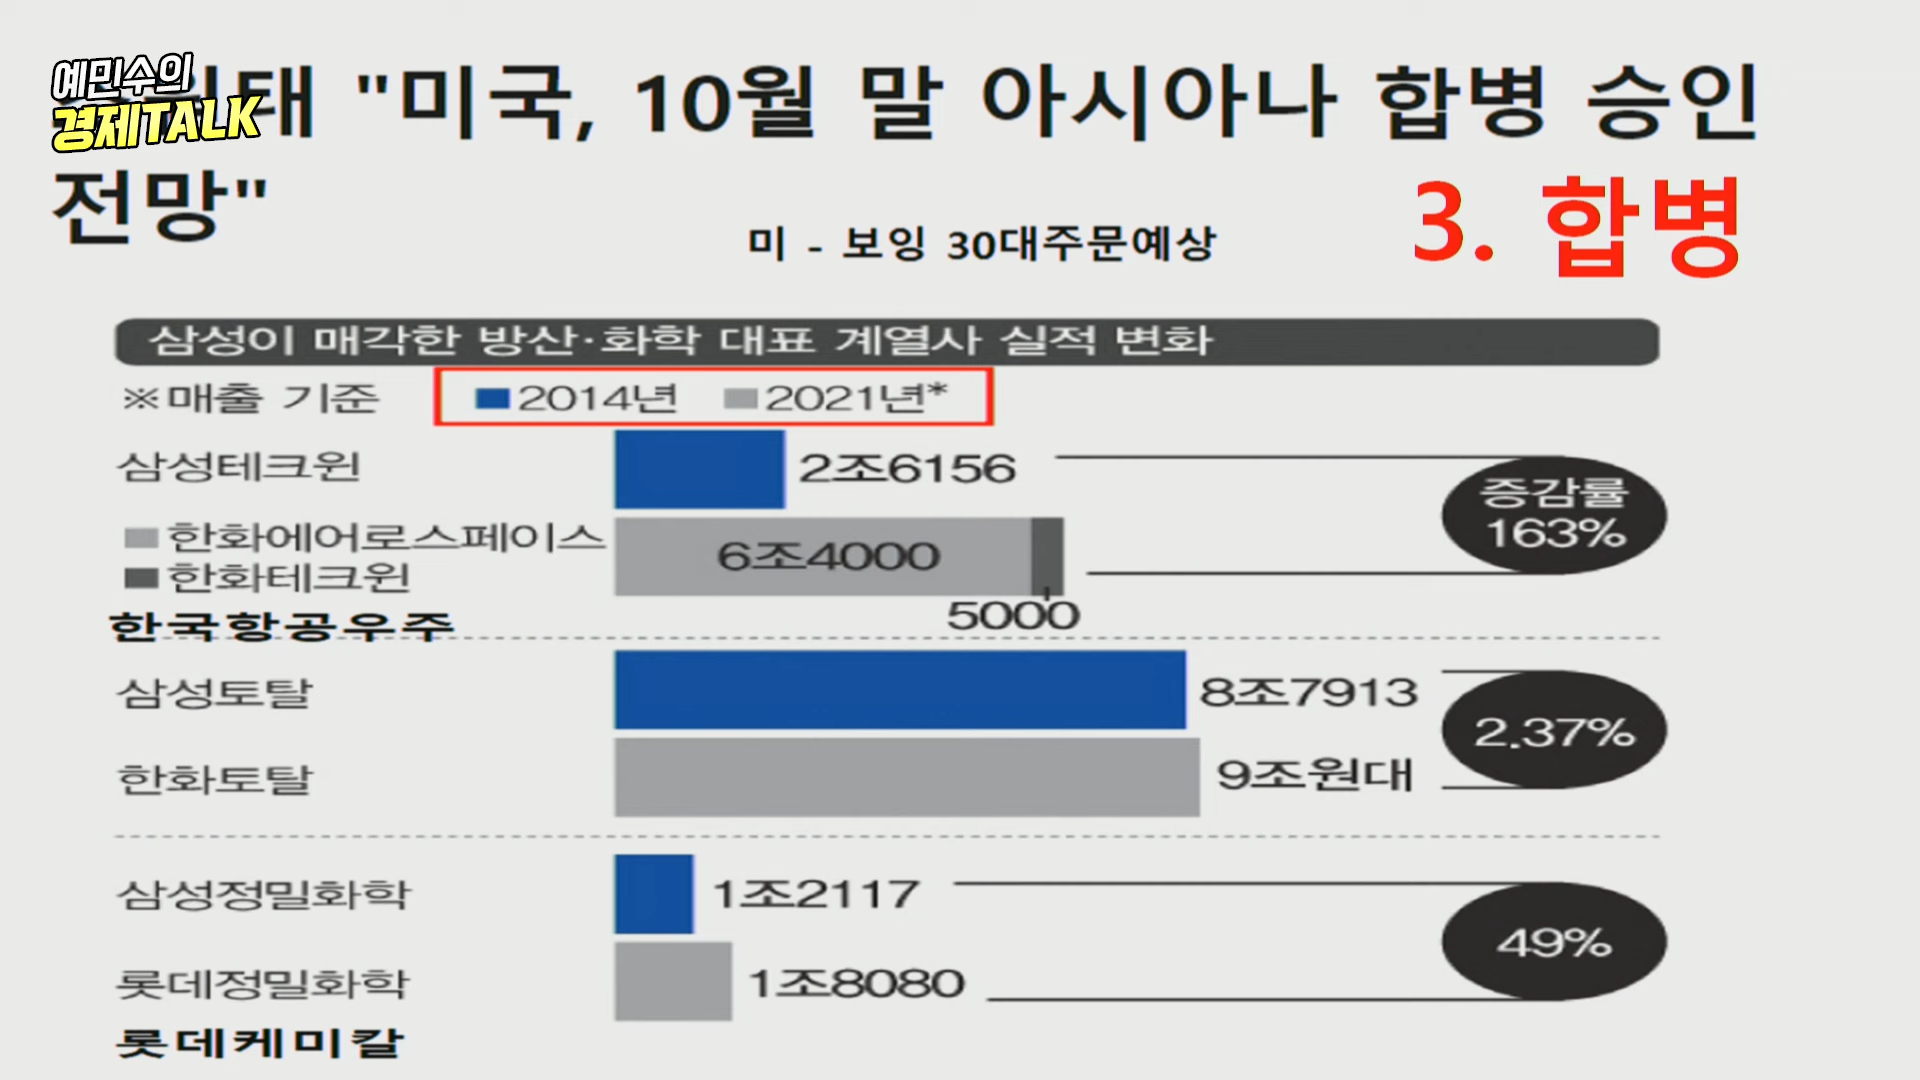 예민수의
경제TALK
태 "미국, 10월 말 아시아나 합병 승인
전망"
3. 합병
미 - 보잉 30대주문예상
삼성이 매각한 방산·화학 대표 계열사 실적 변화
※매출 기준 2014년 2021년*
삼성테크윈 2조6156
증감률
163%
한화에어로스페이스 6조4000
한화테크윈
5000
한국항공우주
삼성토탈 8조7913
2.37%
한화토탈 9조원대
삼성정밀화학 1조2117
49%
롯데정밀화학 1조8080
롯데케미칼